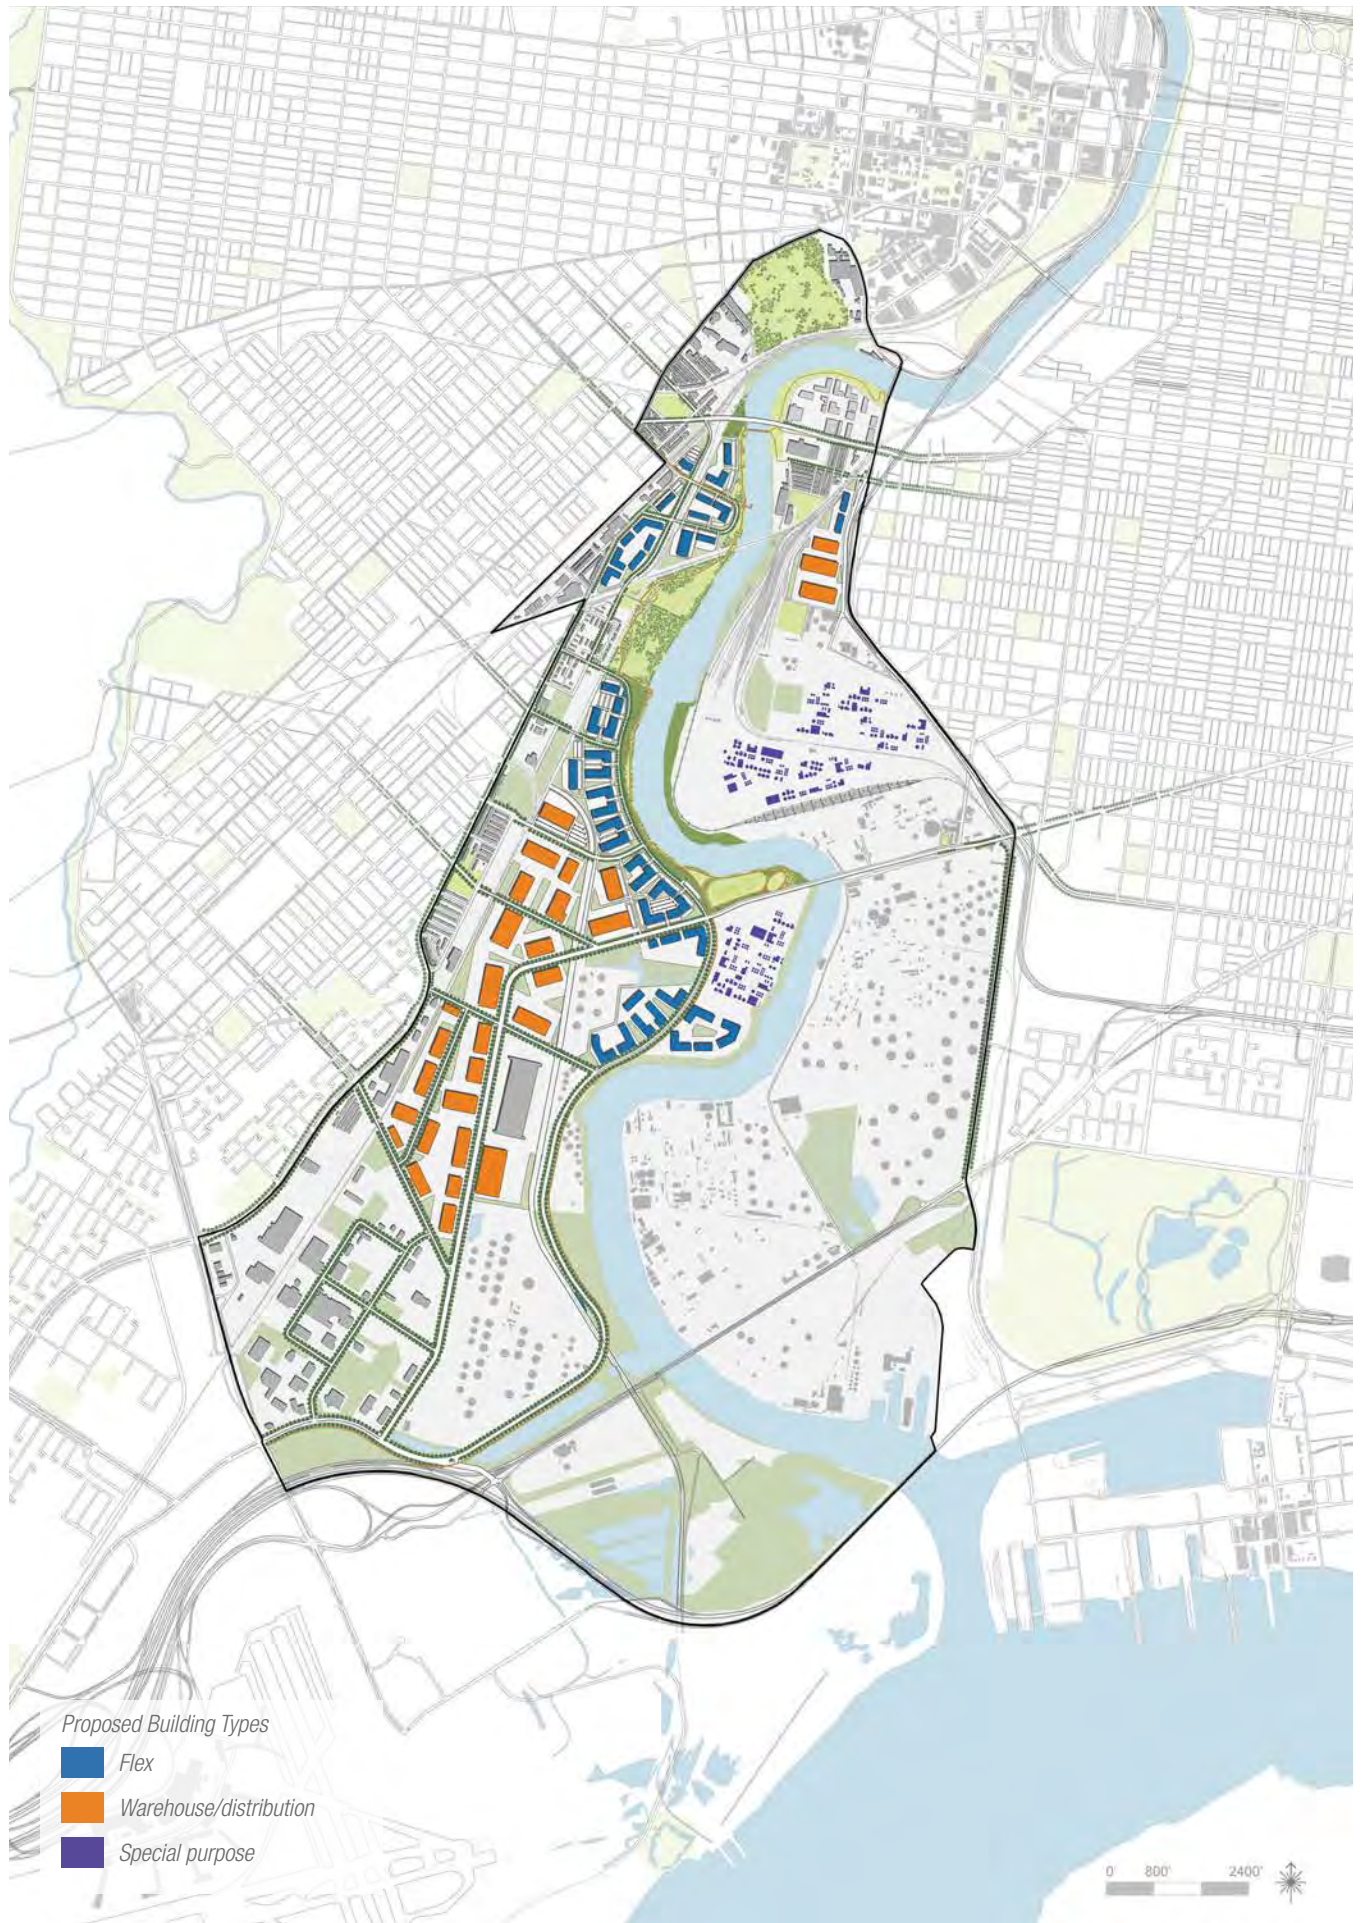 Proposed Building Types
Flex
Warehouse/distribution
Special purpose
0 800' 2400'